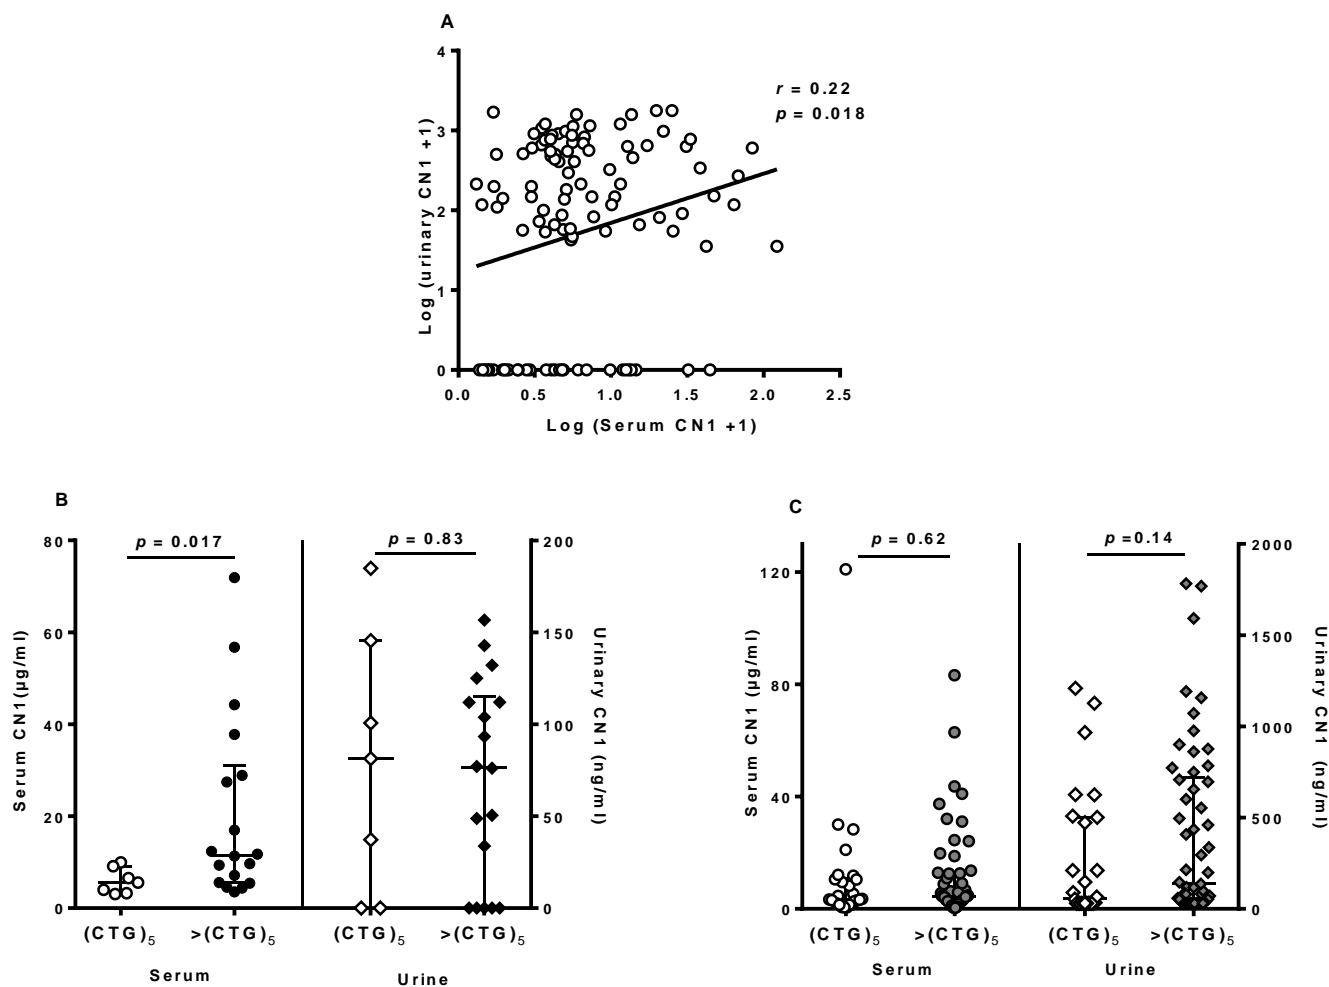 A
4
3
2
1
0
Log (urinary CN1 +1)
r = 0.22
p = 0.018
0.0 0.5 1.0 1.5 2.0 2.5
Log (Serum CN1 +1)
B
p = 0.017
p = 0.83
80
60
40
20
0
Serum CN1(µg/ml)
200
150
100
50
0
Urinary CN1 (ng/ml)
(CTG)5 >(CTG)5 (CTG)5 >(CTG)5
Serum Urine
C
p = 0.62
p =0.14
120
80
40
0
Serum CN1 (µg/ml)
2000
1500
1000
500
0
Urinary CN1 (ng/ml)
(CTG)5 >(CTG)5 (CTG)5 >(CTG)5
Serum Urine